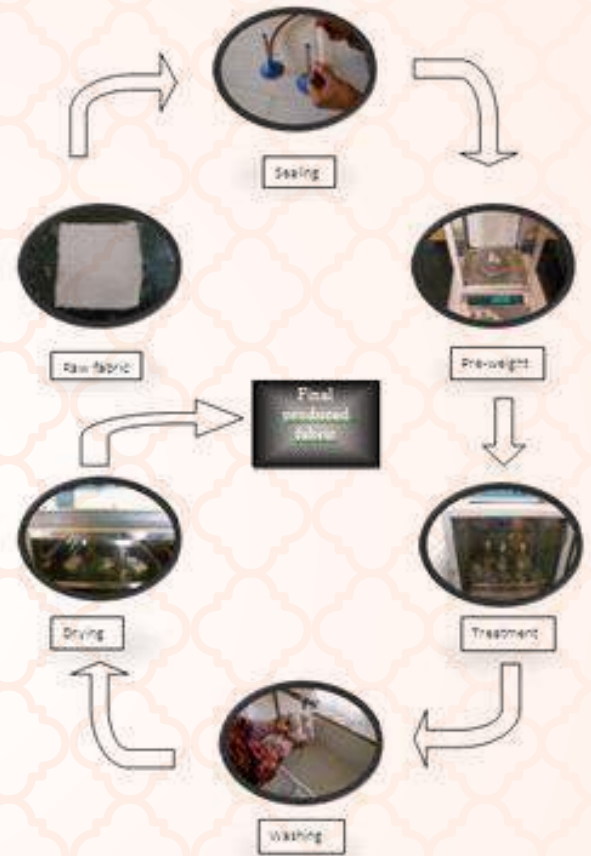 Sealing
Raw fabric
Pre-weight
Final
produced
fabric
Drying
Treatment
Washing